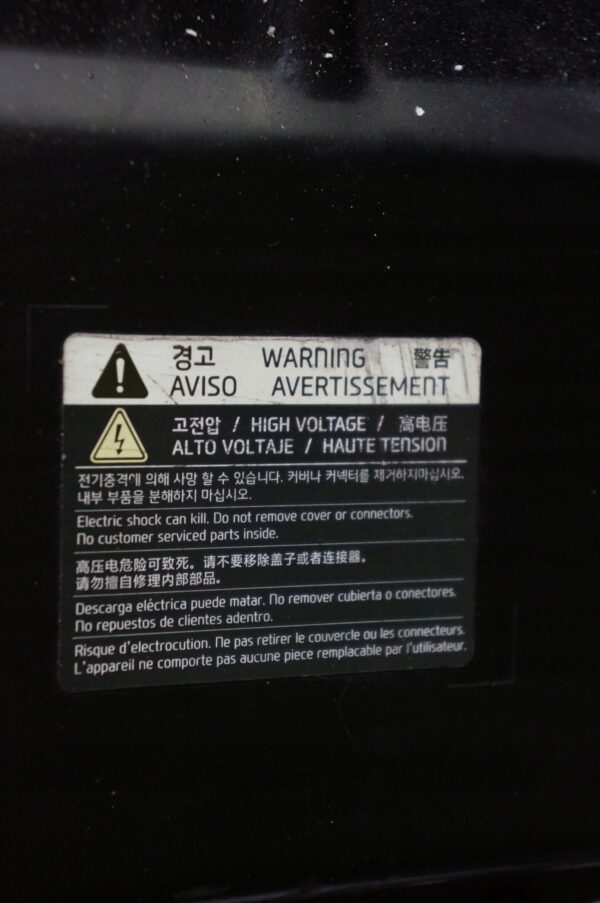 경고 WARNING 警告
AVISO AVERTISSEMENT
고전압 / HIGH VOLTAGE / 高电压
ALTO VOLTAJE / HAUTE TENSION
전기충격에 의해 사망 할 수 있습니다. 커버나 커넥터를 제거하지마십시오.
내부 부품을 분해하지 마십시오.
Electric shock can kill. Do not remove cover or connectors.
No customer serviced parts inside.
高压电危险可致死。请不要移除盖子或者连接器。
请勿擅自修理内部部品。
Descarga eléctrica puede matar. No remover cubierta o conectores.
No repuestos de clientes adentro.
Risque d'electrocution. Ne pas retirer le couvercle ou les connecteurs.
L'appareil ne comporte pas aucune piece remplacable par l'utilisateur.